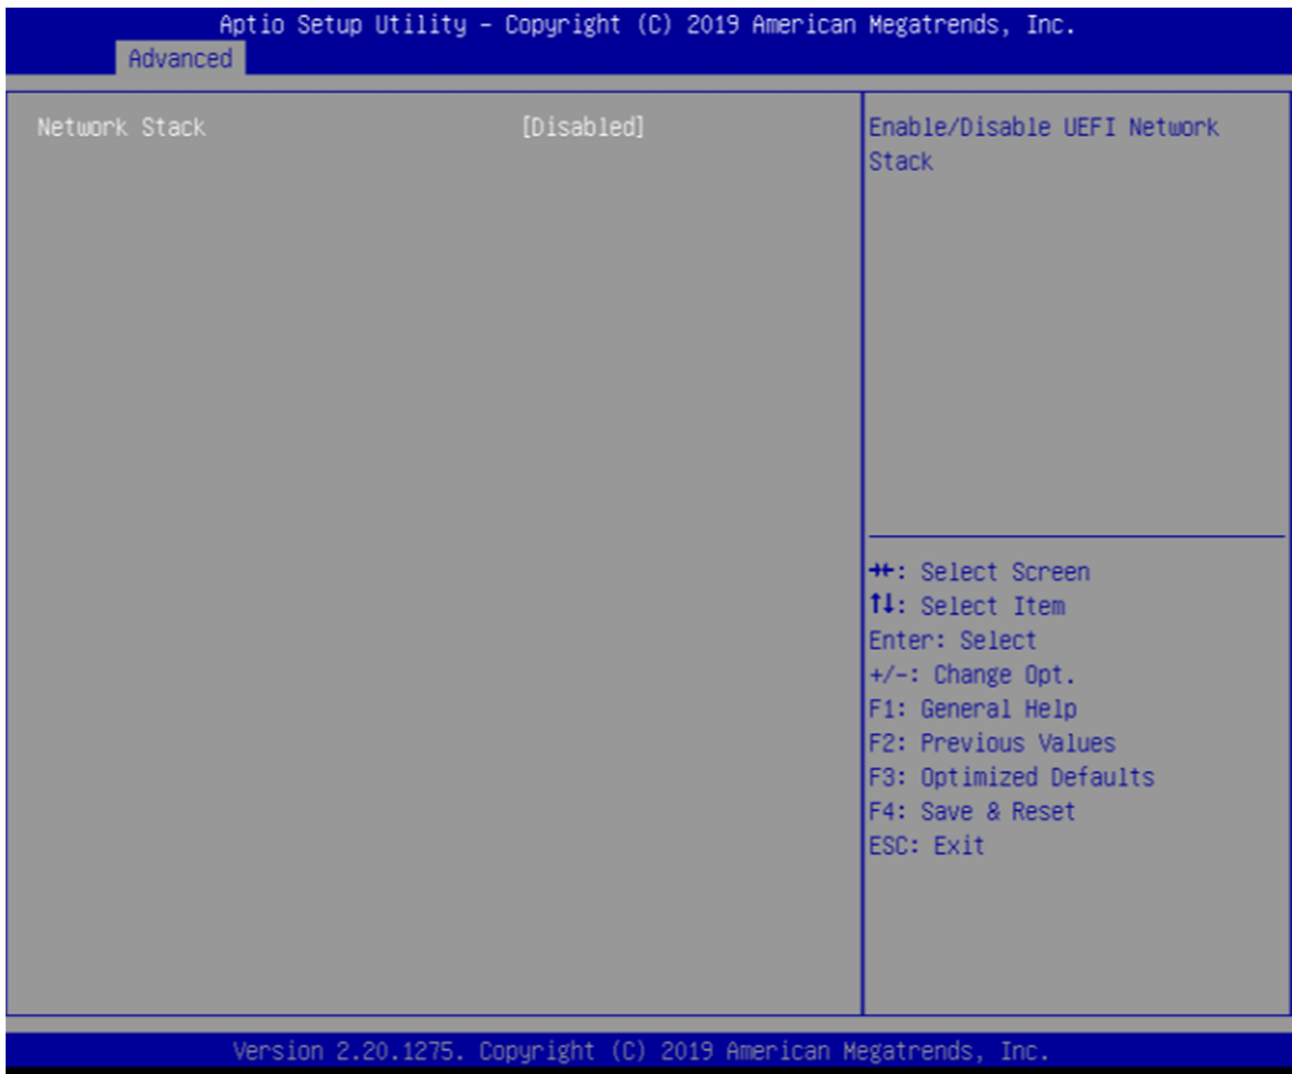 Aptio Setup Utility – Copyright (C) 2019 American Megatrends, Inc.
Advanced
Network Stack [Disabled]
Enable/Disable UEFI Network
Stack
→←: Select Screen
↑↓: Select Item
Enter: Select
+/-: Change Opt.
F1: General Help
F2: Previous Values
F3: Optimized Defaults
F4: Save & Reset
ESC: Exit
Version 2.20.1275. Copyright (C) 2019 American Megatrends, Inc.